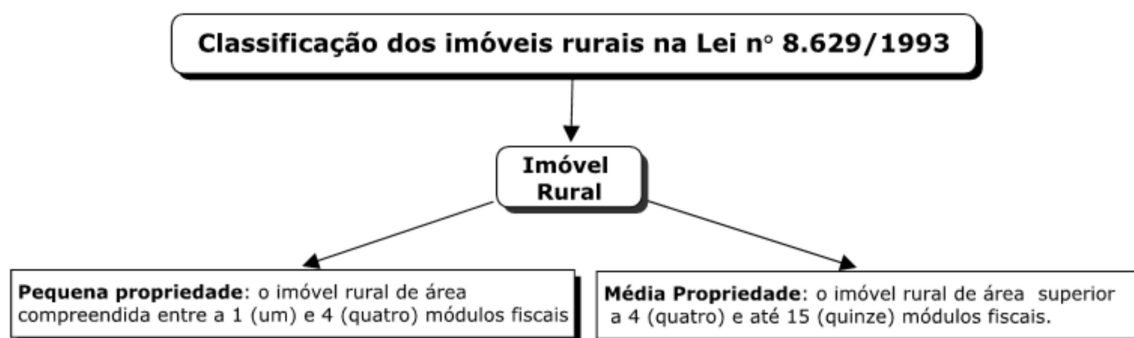 Classificação dos imóveis rurais na Lei n° 8.629/1993
Imóvel
Rural
Pequena propriedade: o imóvel rural de área
compreendida entre a 1 (um) e 4 (quatro) módulos fiscais
Média Propriedade: o imóvel rural de área superior
a 4 (quatro) e até 15 (quinze) módulos fiscais.